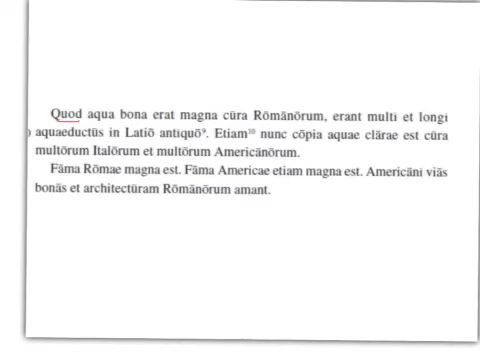 Quod aqua bona erat magna cūra Rōmānōrum, erant multi et longi
aquaeductūs in Latiō antiquō⁹. Etiam¹⁰ nunc cōpia aquae clārae est cūra
multōrum Italōrum et multōrum Americānōrum.
Fāma Rōmae magna est. Fāma Americae etiam magna est. Americāni viās
bonās et architectūram Rōmānōrum amant.